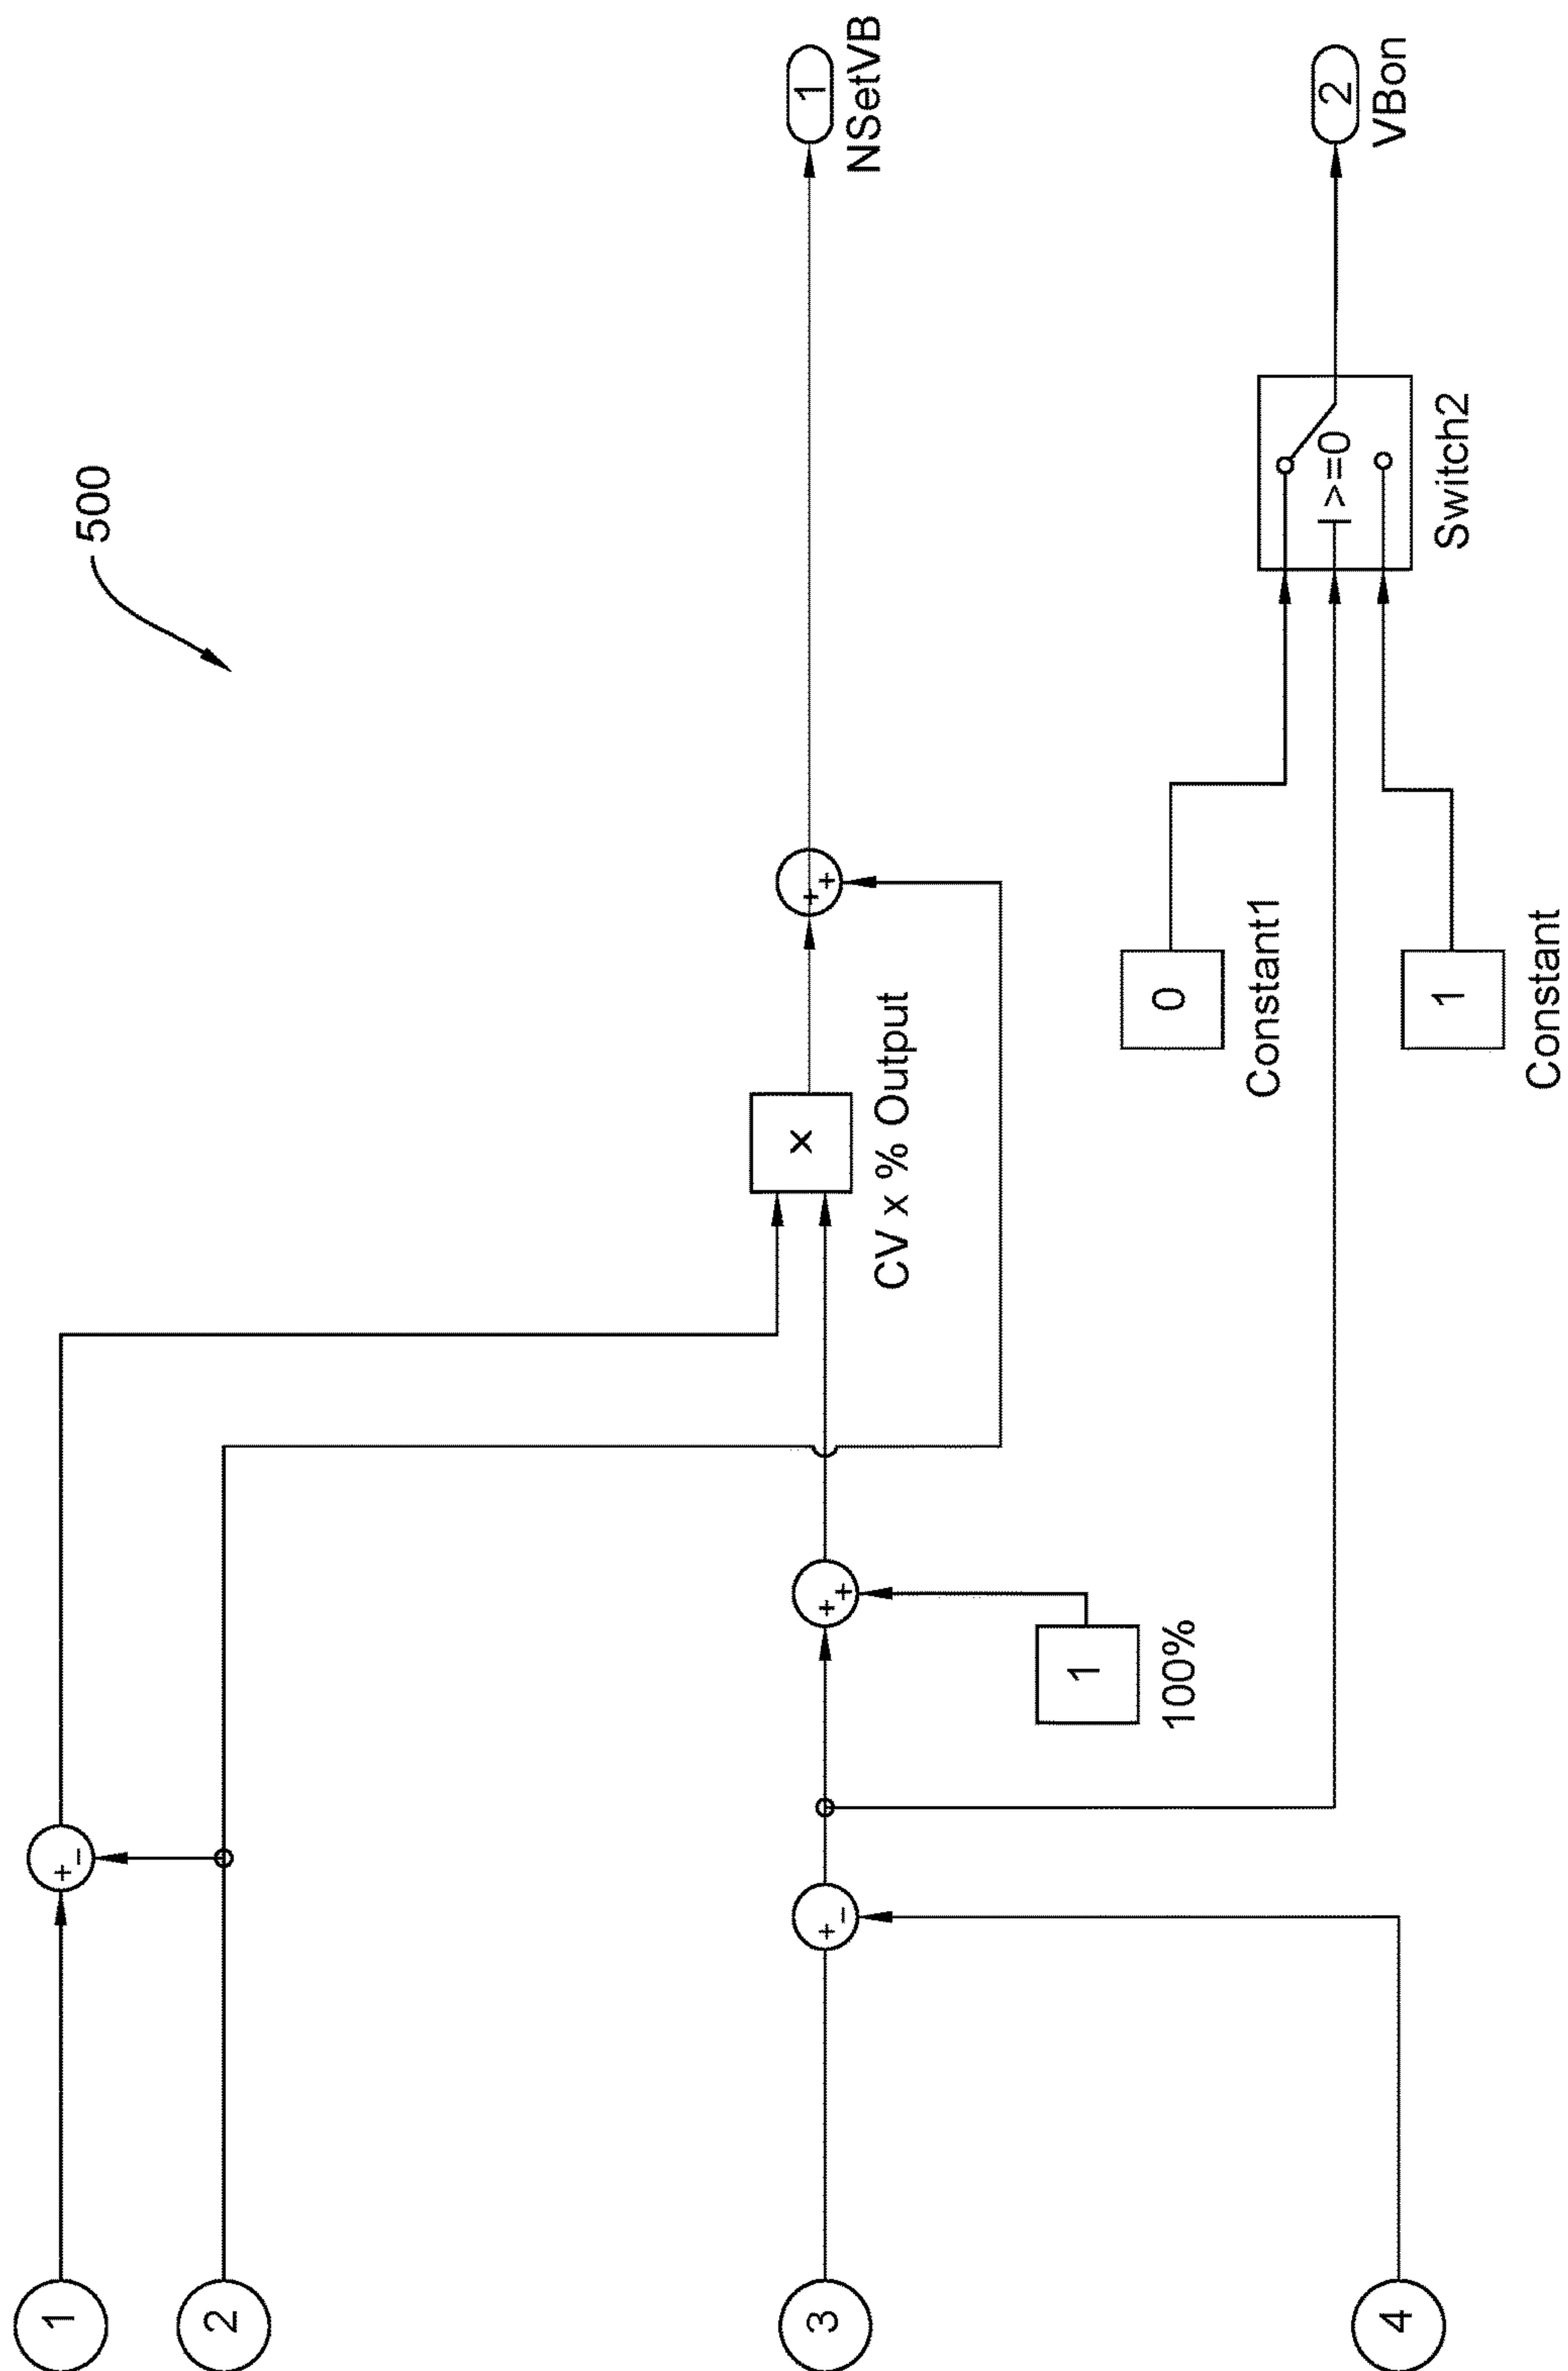 500
1
+
-
2
1
NSetVB
3
+
-
+
+
1
100%
x
CV x % Output
+
+
0
Constant1
1
Constant
>=0
Switch2
2
VBon
4